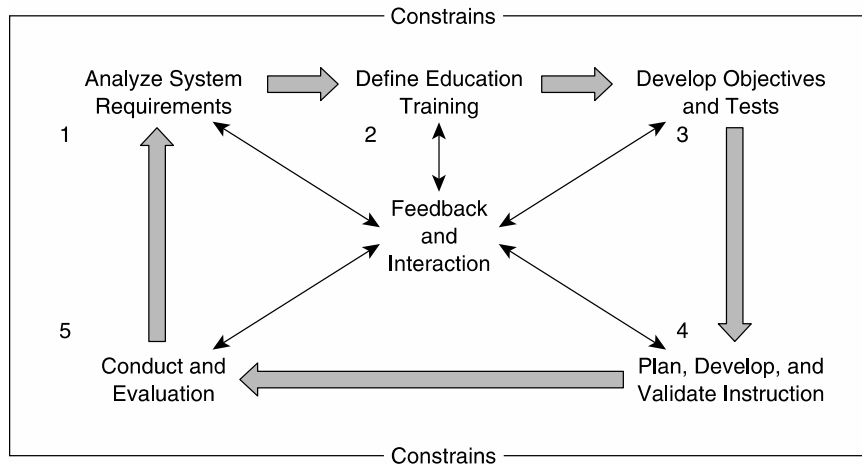 Constrains
Analyze System
Requirements
Define Education
Training
Develop Objectives
and Tests
1
2
3
Feedback
and
Interaction
5
4
Conduct and
Evaluation
Plan, Develop, and
Validate Instruction
Constrains